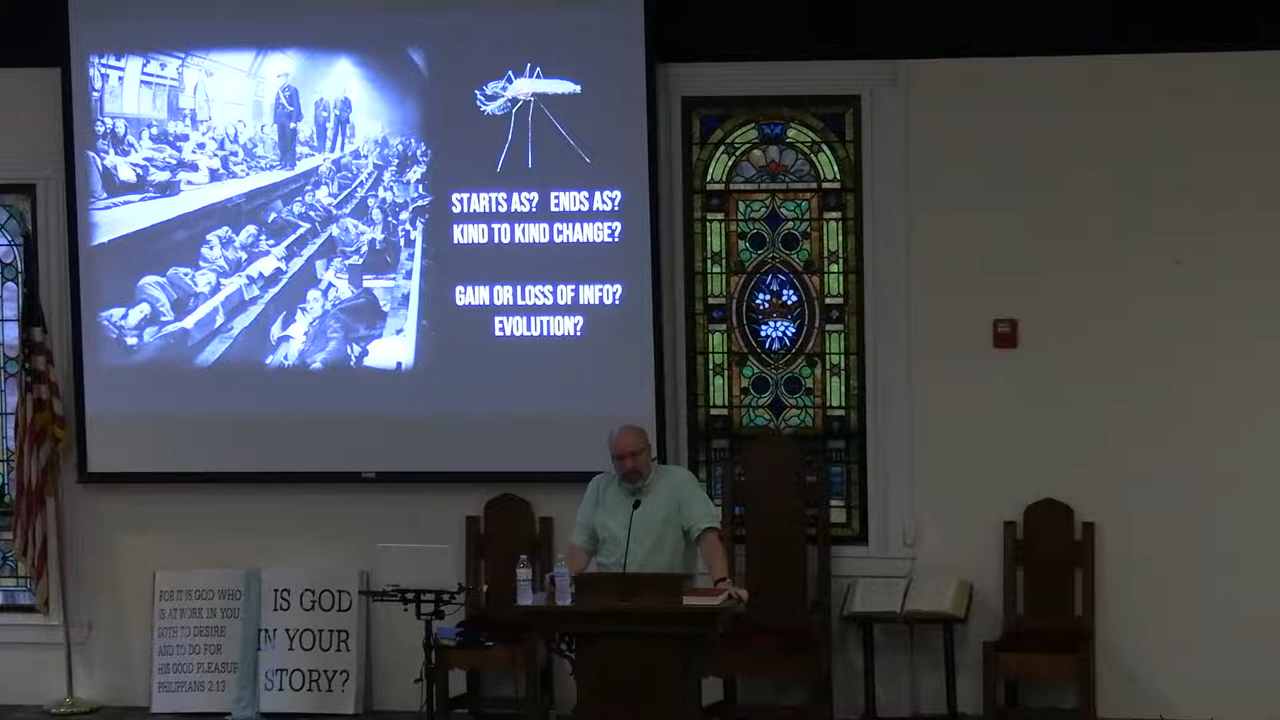 STARTS AS? ENDS AS?
KIND TO KIND CHANGE?
GAIN OR LOSS OF INFO?
EVOLUTION?
FOR IT IS GOD WHO
IS AT WORK IN YOU,
BOTH TO DESIRE
AND TO DO FOR
HIS GOOD PLEASURE
PHILIPPIANS 2:13
IS GOD
IN YOUR
STORY?